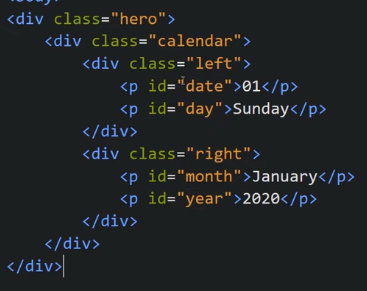 <body>
<div class="hero">
<div class="calendar">
<div class="left">
<p id="date">01</p>
<p id="day">Sunday</p>
</div>
<div class="right">
<p id="month">January</p>
<p id="year">2020</p>
</div>
</div>
</div>